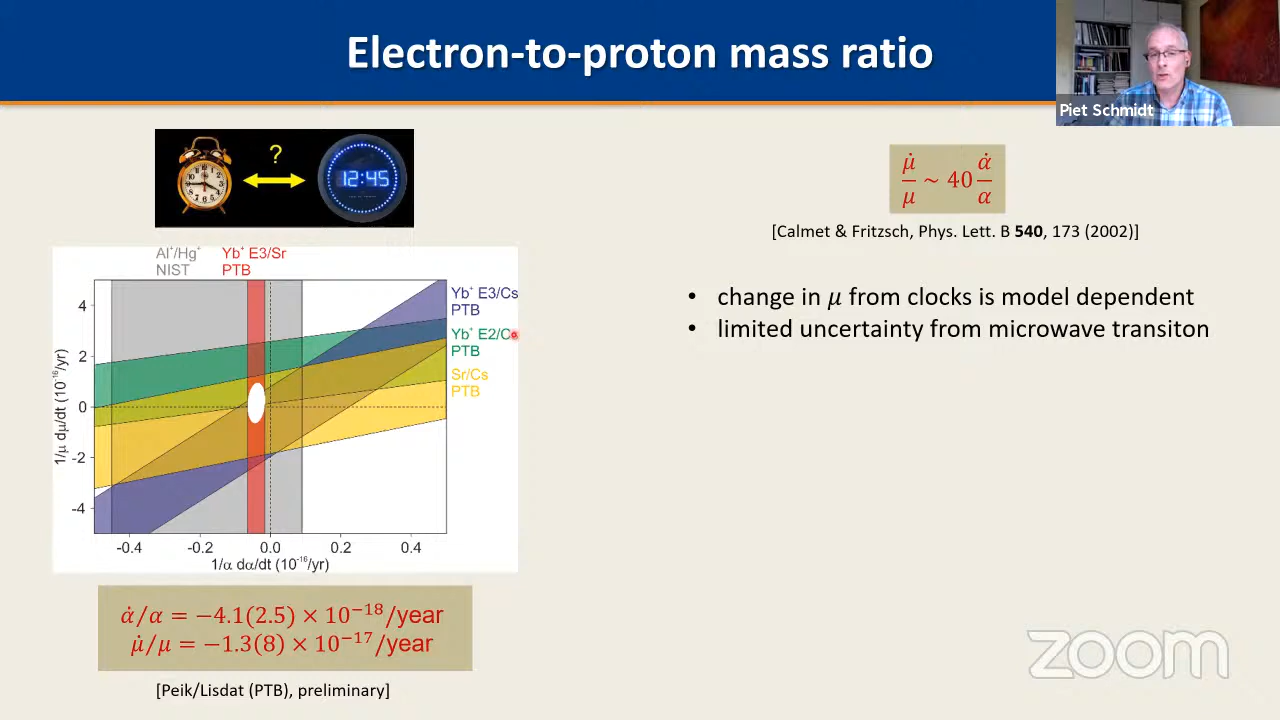 Electron-to-proton mass ratio
Piet Schmidt
?
12:45
Al⁺/Hg⁺
NIST
Yb⁺ E3/Sr
PTB
Yb⁺ E3/Cs
PTB
Yb⁺ E2/Cs
PTB
Sr/Cs
PTB
4
2
0
-2
-4
1/μ dμ/dt (10⁻¹⁶/yr)
-0.4 -0.2 0.0 0.2 0.4
1/α dα/dt (10⁻¹⁶/yr)
α̇/α = −4.1(2.5) × 10⁻¹⁸/year
μ̇/μ = −1.3(8) × 10⁻¹⁷/year
[Peik/Lisdat (PTB), preliminary]
μ̇/μ ~ 40 α̇/α
[Calmet & Fritzsch, Phys. Lett. B 540, 173 (2002)]
• change in μ from clocks is model dependent
• limited uncertainty from microwave transiton
zoom